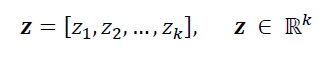 𝒛 = [𝑧₁, 𝑧₂, …, 𝑧ₖ], 𝒛 ∈ ℝᵏ